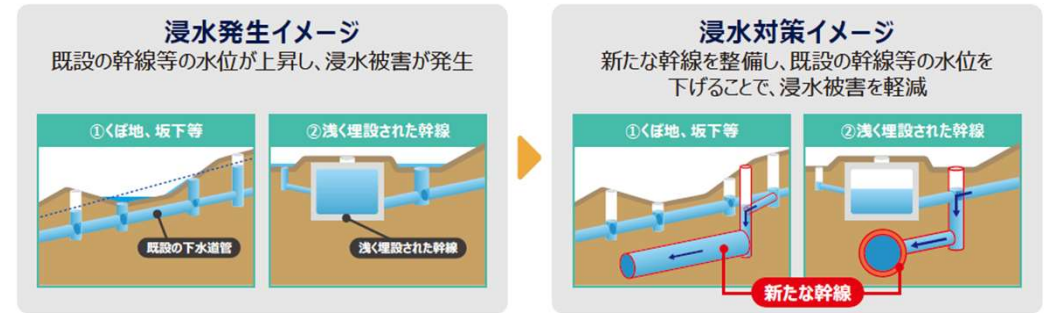 浸水発生イメージ
既設の幹線等の水位が上昇し、浸水被害が発生
①くぼ地、坂下等
既設の下水道管
②浅く埋設された幹線
浅く埋設された幹線
浸水対策イメージ
新たな幹線を整備し、既設の幹線等の水位を
下げることで、浸水被害を軽減
①くぼ地、坂下等
②浅く埋設された幹線
新たな幹線